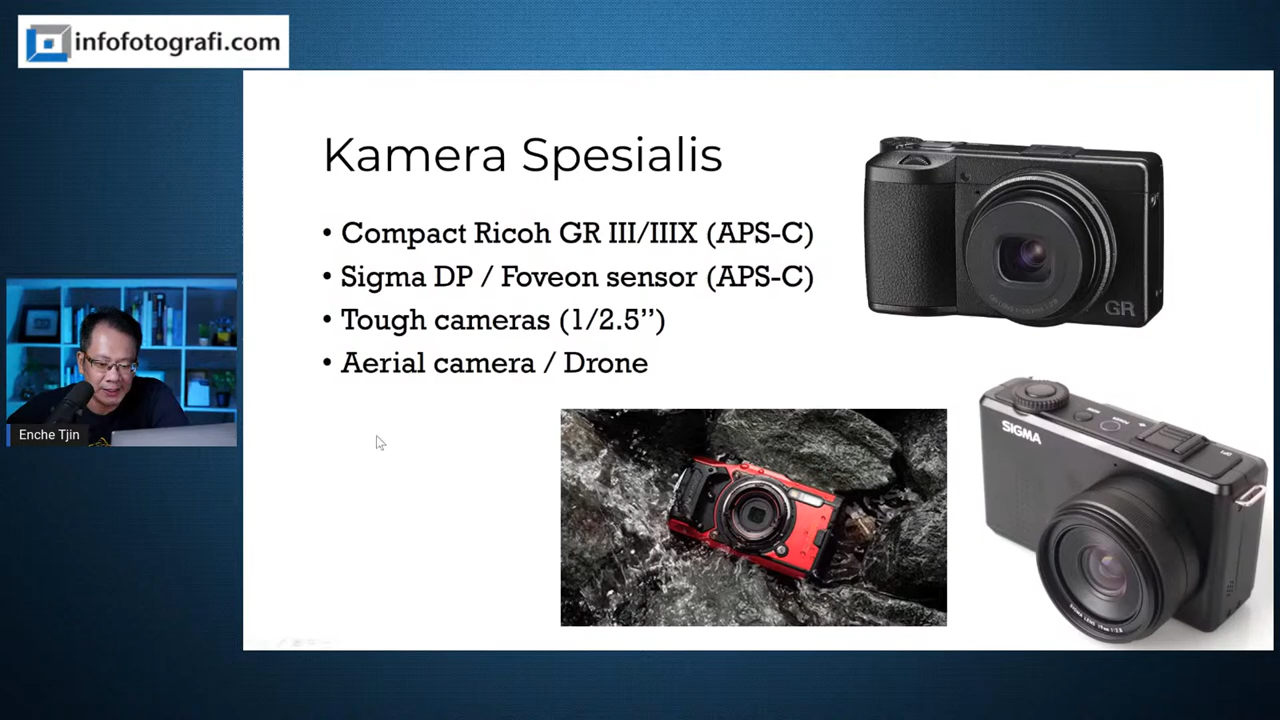 infofotografi.com
Kamera Spesialis
• Compact Ricoh GR III/IIIX (APS-C)
• Sigma DP / Foveon sensor (APS-C)
• Tough cameras (1/2.5”)
• Aerial camera / Drone
GR
SIGMA
Enche Tjin